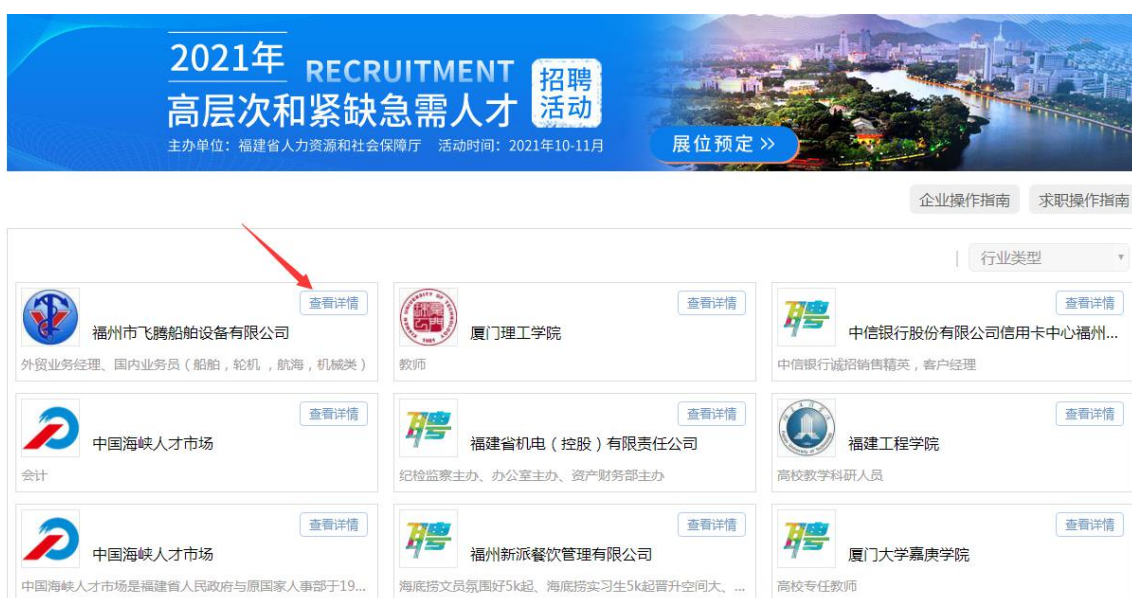 2021年
RECRUITMENT
高层次和紧缺急需人才
招聘
活动
主办单位：福建省人力资源和社会保障厅 活动时间：2021年10-11月
展位预定 >>
企业操作指南 求职操作指南
| 行业类型
查看详情
福州市飞腾船舶设备有限公司
外贸业务经理、国内业务员（船舶，轮机 ，航海，机械类）
查看详情
厦门理工学院
教师
聘
查看详情
中信银行股份有限公司信用卡中心福州...
中信银行诚招销售精英，客户经理
查看详情
中国海峡人才市场
会计
聘
查看详情
福建省机电（控股）有限责任公司
纪检监察主办、办公室主办、资产财务部主办
查看详情
福建工程学院
高校教学科研人员
查看详情
中国海峡人才市场
中国海峡人才市场是福建省人民政府与原国家人事部于19...
聘
查看详情
福州新派餐饮管理有限公司
海底捞文员氛围好5k起、海底捞实习生5k起晋升空间大、...
聘
查看详情
厦门大学嘉庚学院
高校专任教师